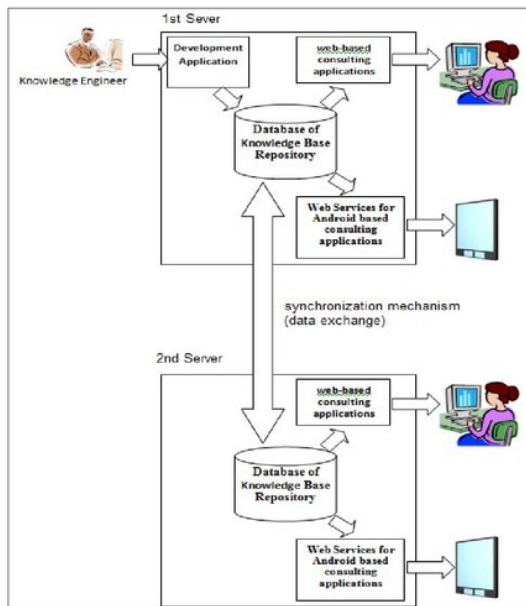 1st Sever
Knowledge Engineer
Development
Application
web-based
consulting
applications
Database of
Knowledge Base
Repository
Web Services for
Android based
consulting
applications
synchronization mechanism
(data exchange)
2nd Server
web-based
consulting
applications
Database of
Knowledge Base
Repository
Web Services for
Android based
consulting
applications